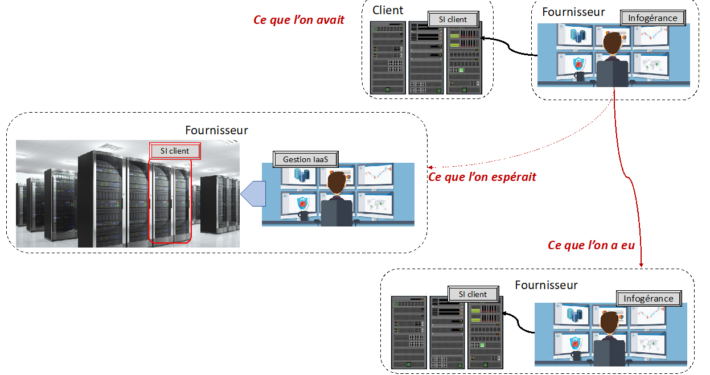 Ce que l'on avait
Client
SI client
Fournisseur
Infogérance
Fournisseur
SI client
Gestion IaaS
Ce que l'on espérait
Ce que l'on a eu
Fournisseur
SI client
Infogérance